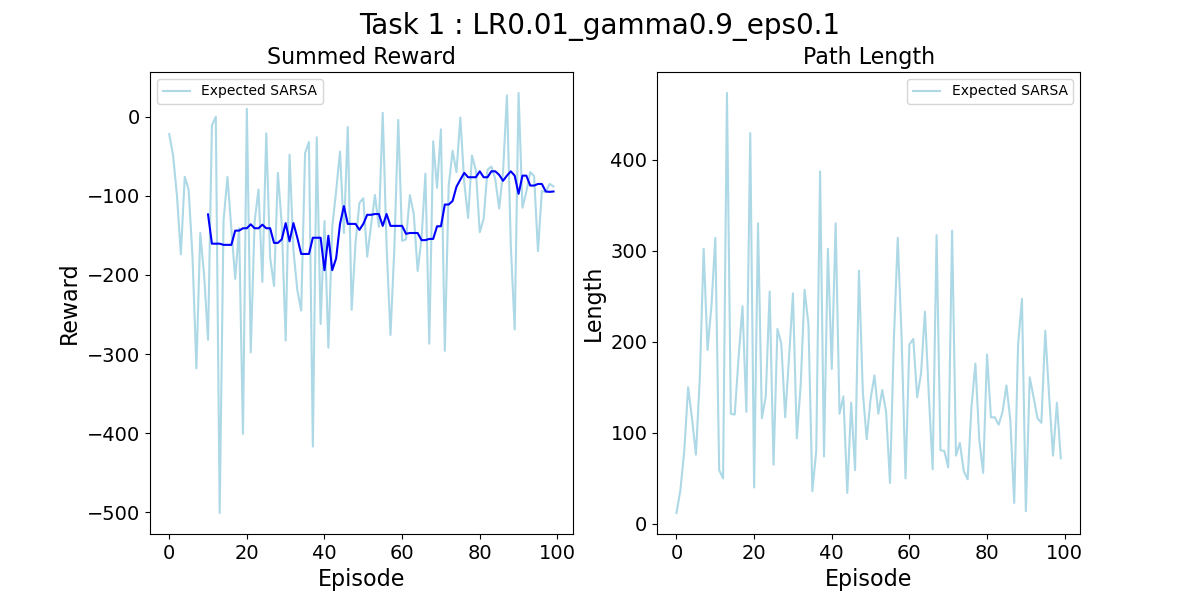 Task 1 : LR0.01_gamma0.9_eps0.1
Summed Reward
Expected SARSA
0
−100
−200
−300
−400
−500
Reward
0
20
40
60
80
100
Episode
Path Length
Expected SARSA
400
300
200
100
0
Length
0
20
40
60
80
100
Episode